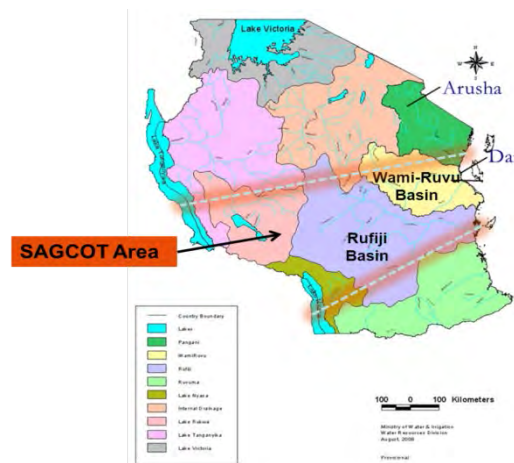 Lake Victoria
Arusha
Da
Wami-Ruvu
Basin
SAGCOT Area
Rufiji
Basin
Country Boundary
Lakes
Pangani
Wami/Ruvu
Rufiji
Ruvuma
Lake Nyasa
Internal Drainage
Lake Rukwa
Lake Tanganyika
Lake Victoria
100 0 100 Kilometers
Ministry of Water & Irrigation
Water Resources Division
August, 2008
Provisional